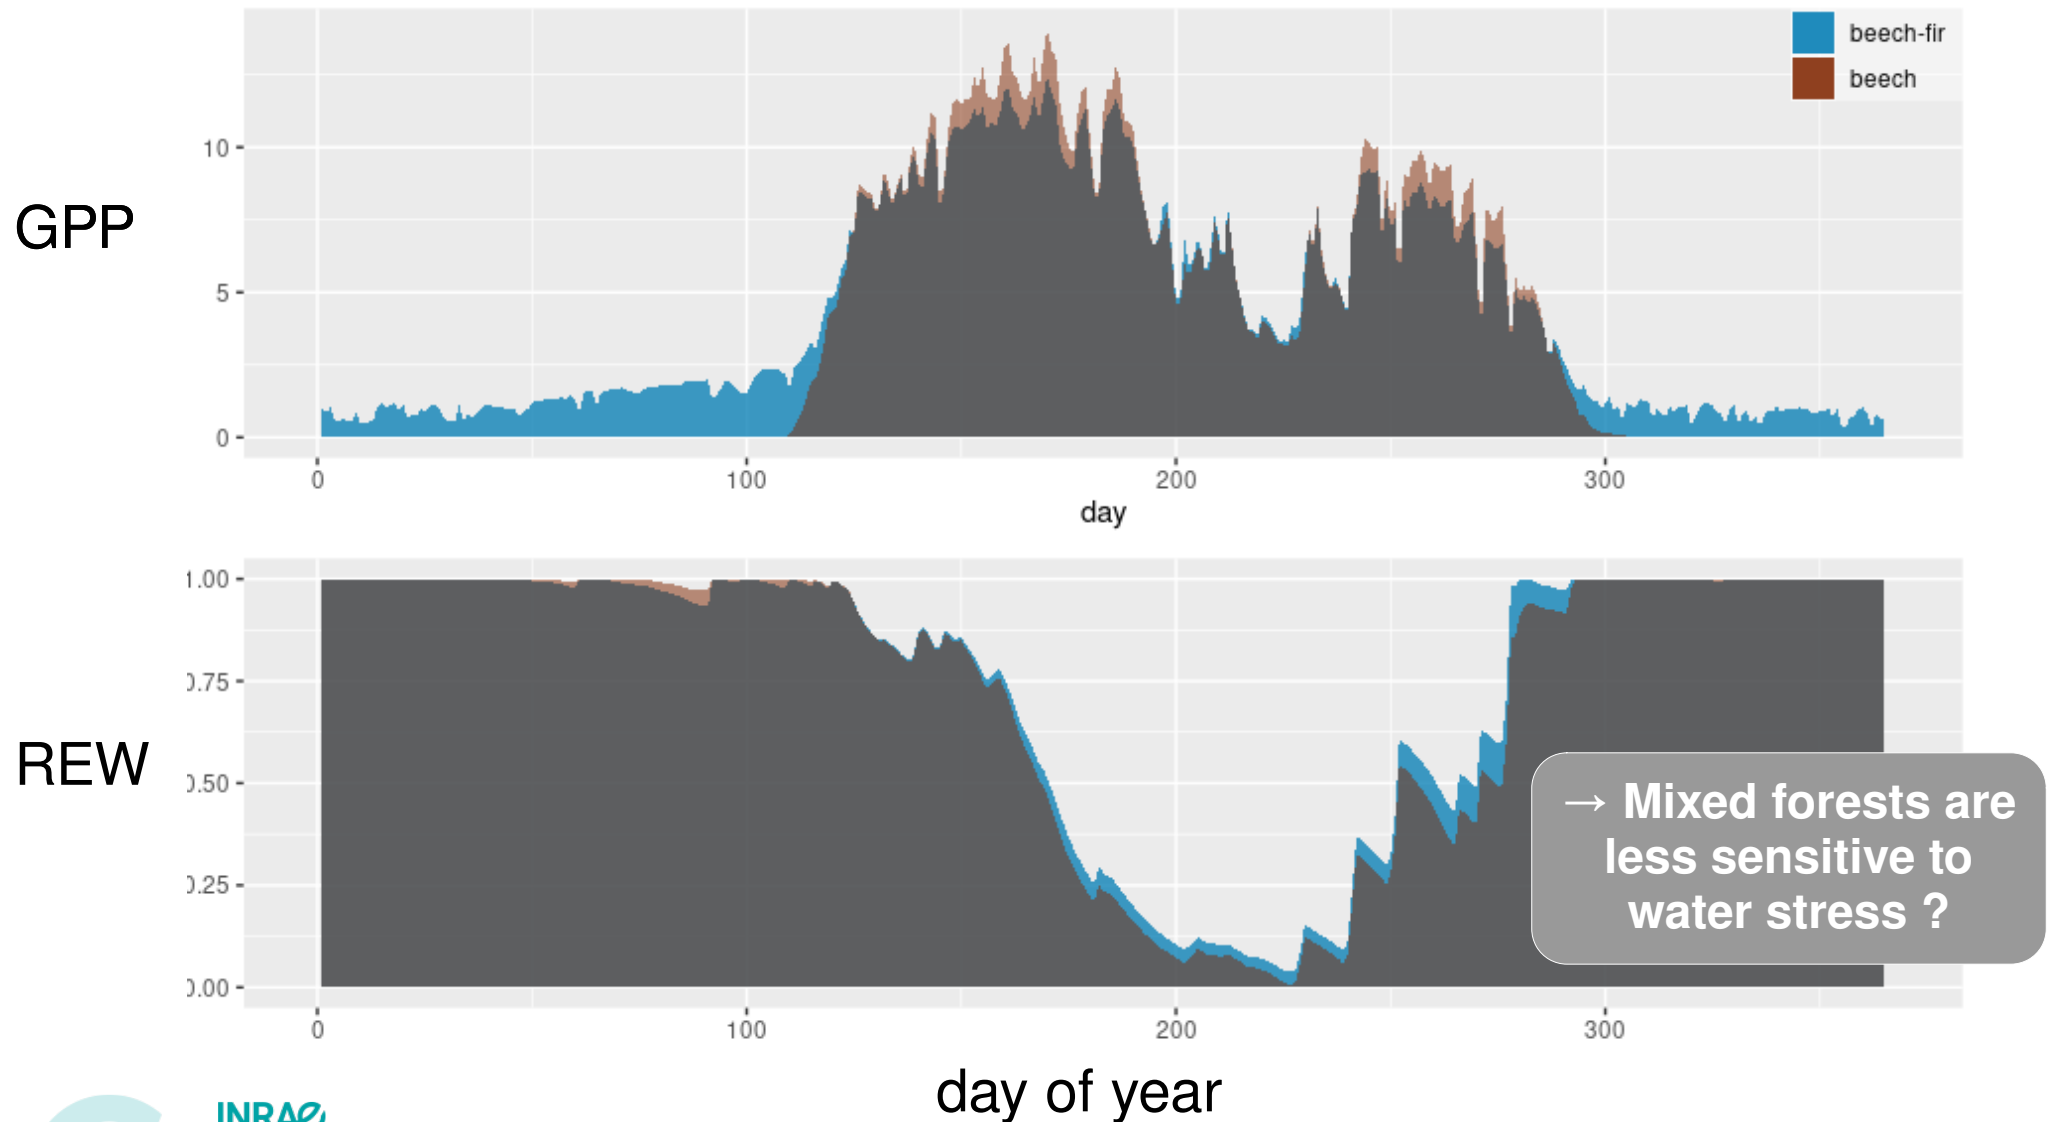 beech-fir
beech
GPP
10
5
0
0
100
200
300
day
REW
1.00
0.75
0.50
0.25
0.00
0
100
200
300
day of year
→ Mixed forests are
less sensitive to
water stress ?
INRAE